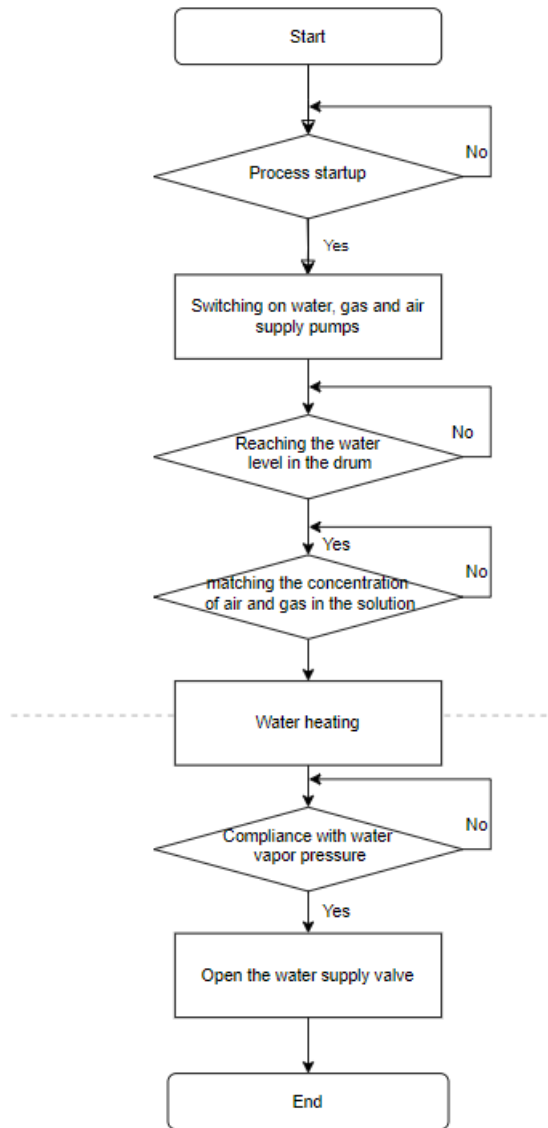 Start
No
Process startup
Yes
Switching on water, gas and air
supply pumps
No
Reaching the water
level in the drum
Yes
No
matching the concentration
of air and gas in the solution
Water heating
No
Compliance with water
vapor pressure
Yes
Open the water supply valve
End